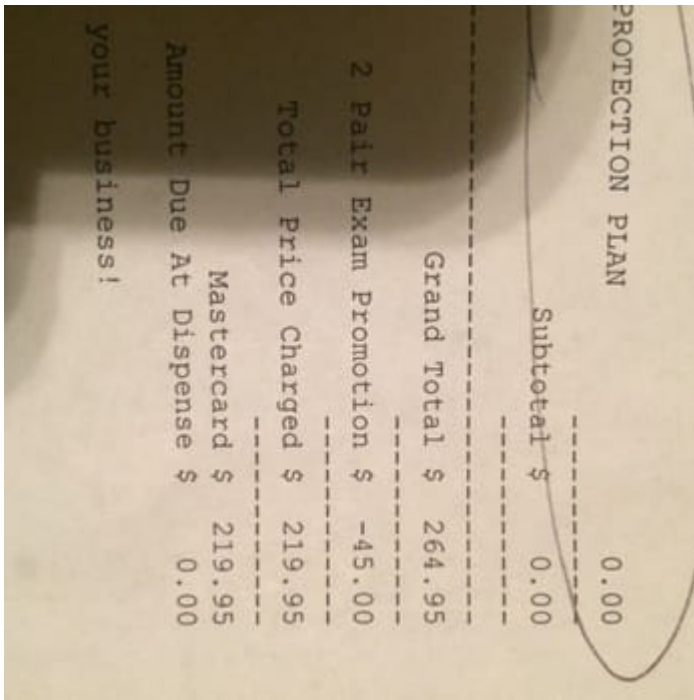 PROTECTION PLAN 0.00
Subtotal $ 0.00
Grand Total $ 264.95
2 Pair Exam Promotion $ -45.00
Total Price Charged $ 219.95
Mastercard $ 219.95
Amount Due At Dispense $ 0.00
your business!